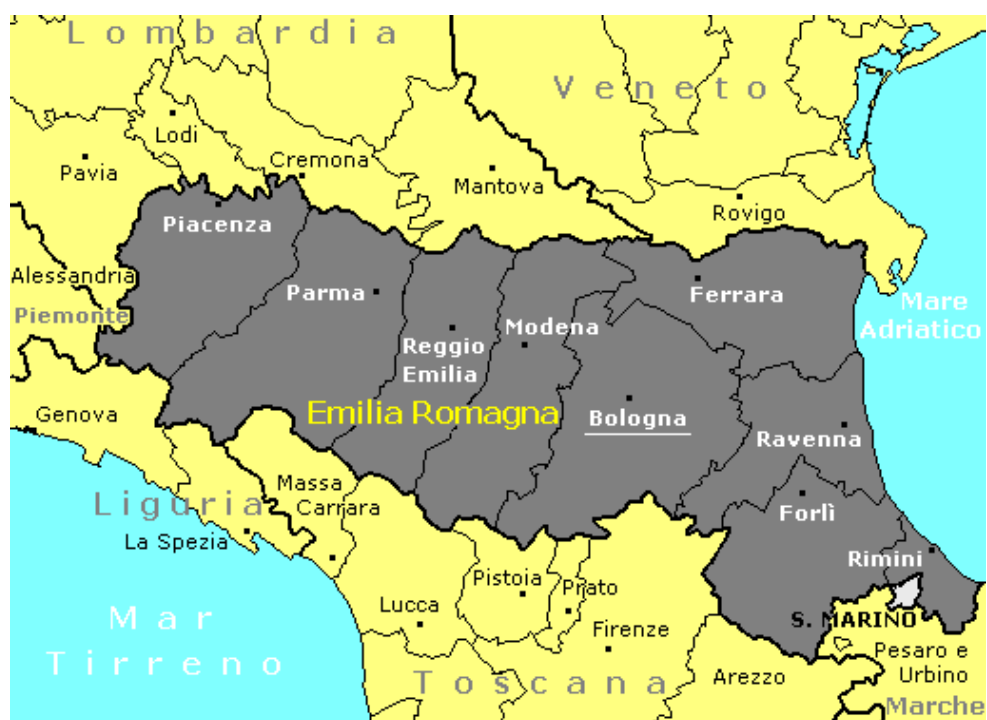 Lombardia
Veneto
Lodi
Cremona
Pavia
Mantova
Rovigo
Piacenza
Alessandria
Piemonte
Parma
Ferrara
Mare
Adriatico
Modena
Reggio
Emilia
Emilia Romagna
Bologna
Ravenna
Genova
Massa
Carrara
Liguria
La Spezia
Forlì
Rimini
Pistoia
Prato
Lucca
Firenze
S. MARINO
Mar
Tirreno
Toscana
Arezzo
Pesaro e
Urbino
Marche